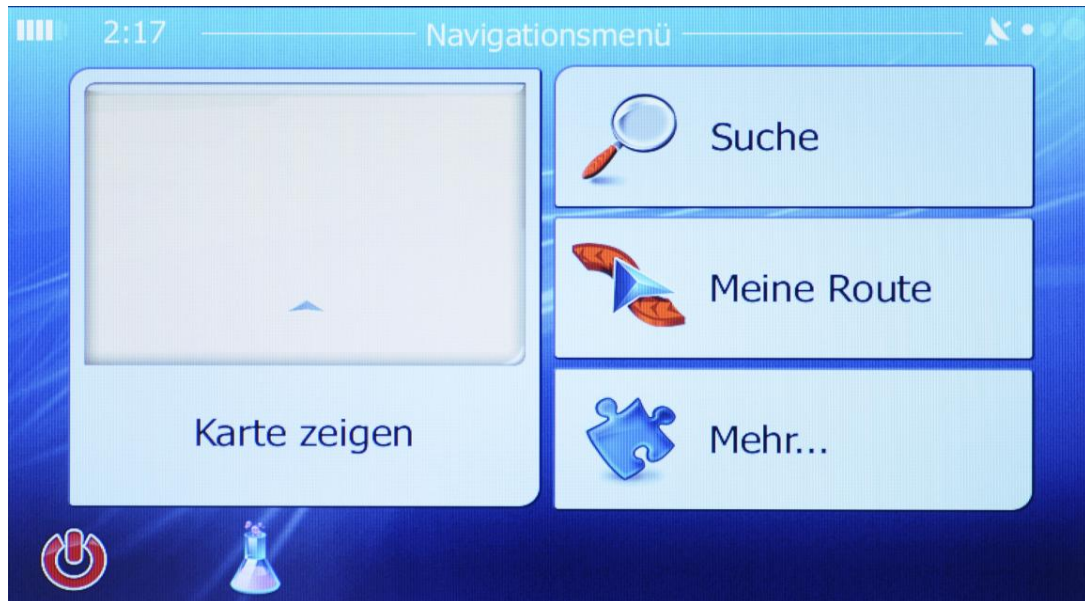 2:17
Navigationsmenü
Suche
Meine Route
Karte zeigen
Mehr...